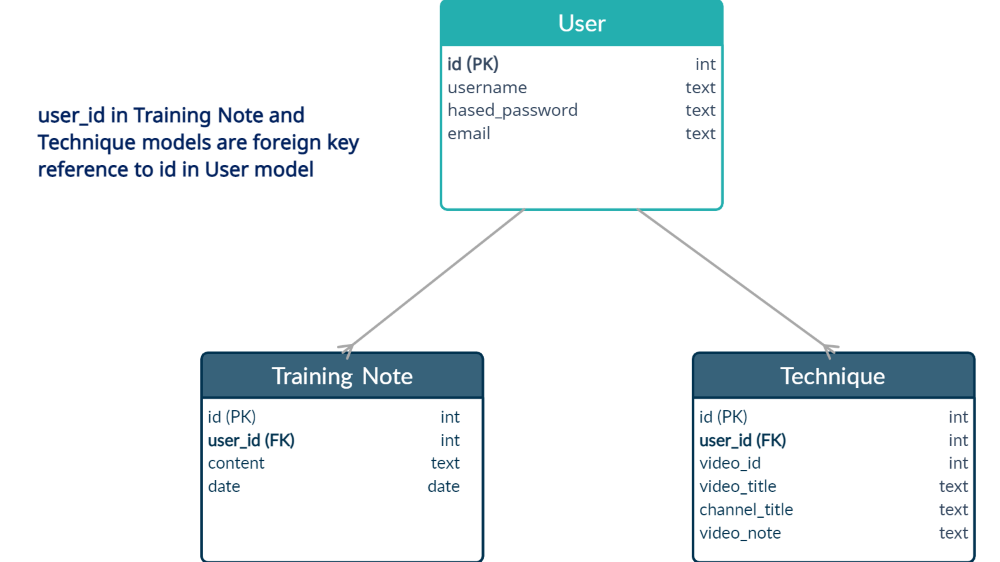 User
id (PK) int
username text
hased_password text
email text
user_id in Training Note and
Technique models are foreign key
reference to id in User model
Training Note
id (PK) int
user_id (FK) int
content text
date date
Technique
id (PK) int
user_id (FK) int
video_id int
video_title text
channel_title text
video_note text